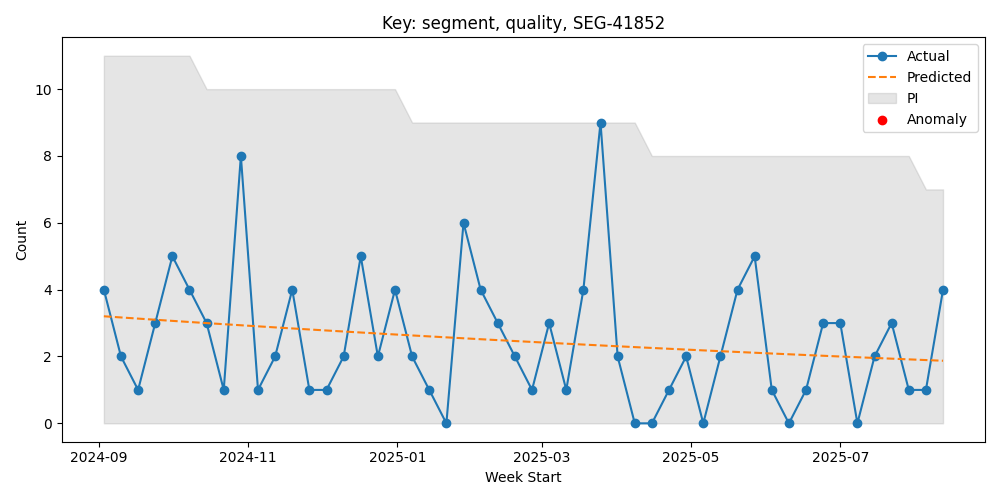 Key: segment, quality, SEG-41852
Actual
Predicted
PI
Anomaly
Count
10
8
6
4
2
0
2024-09
2024-11
2025-01
2025-03
2025-05
2025-07
Week Start